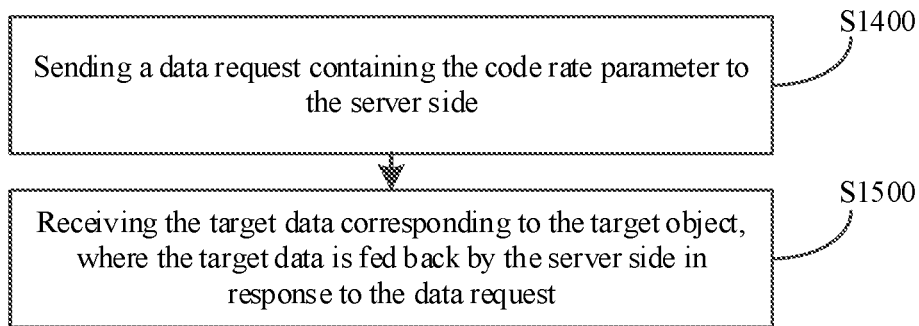 S1400
Sending a data request containing the code rate parameter to
the server side
S1500
Receiving the target data corresponding to the target object,
where the target data is fed back by the server side in
response to the data request